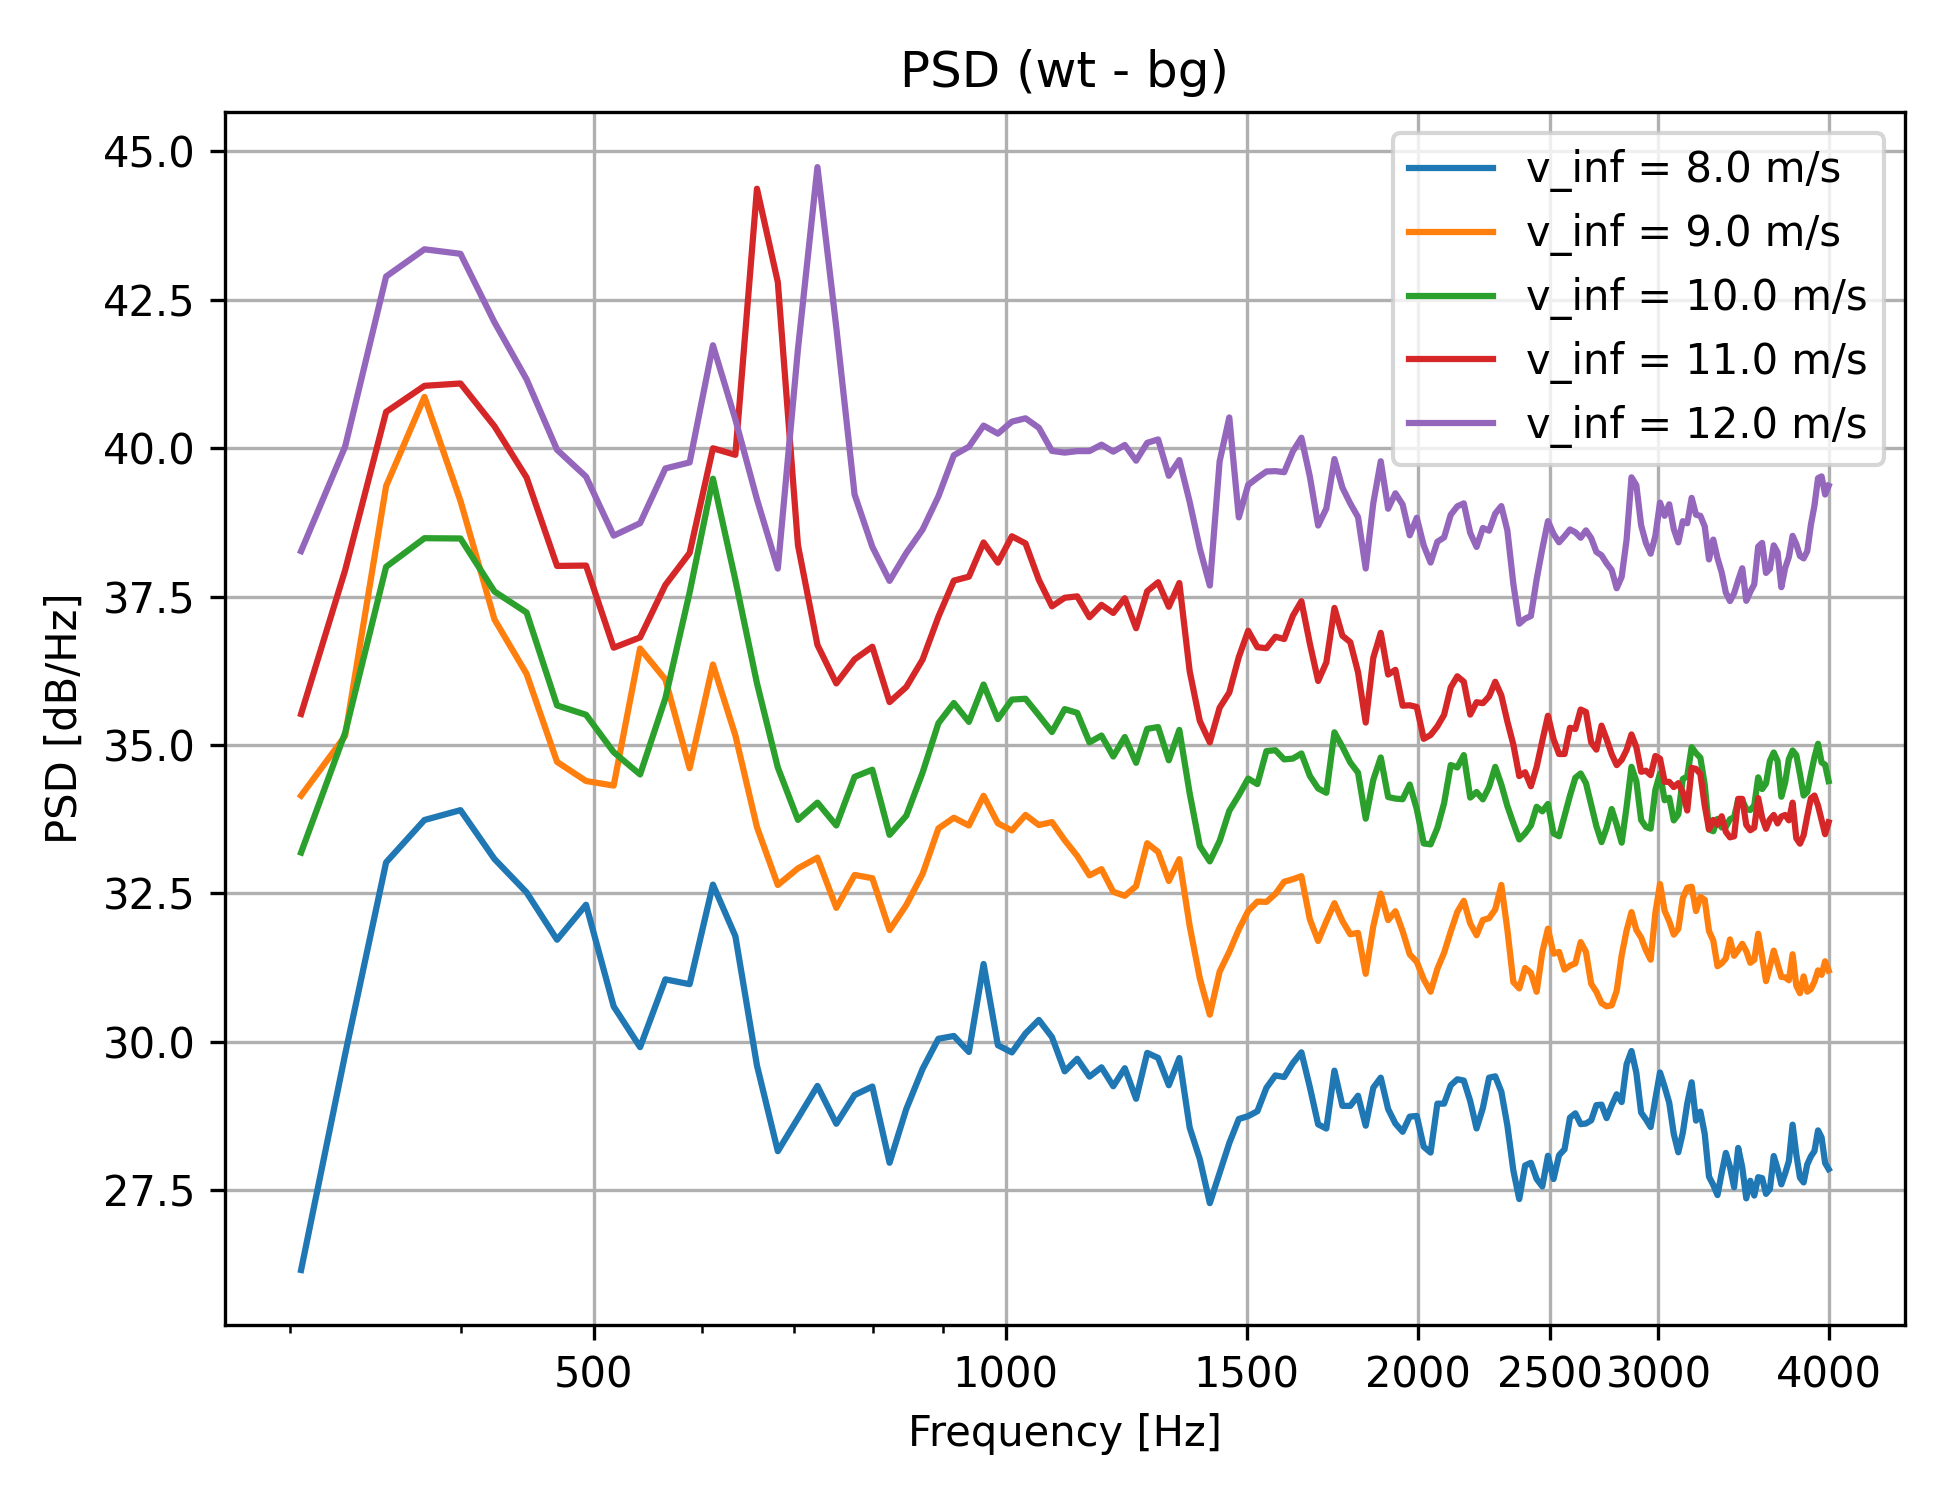 PSD (wt - bg)
45.0
42.5
40.0
37.5
35.0
32.5
30.0
27.5
PSD [dB/Hz]
v_inf = 8.0 m/s
v_inf = 9.0 m/s
v_inf = 10.0 m/s
v_inf = 11.0 m/s
v_inf = 12.0 m/s
500 1000 1500 2000 2500 3000 4000
Frequency [Hz]